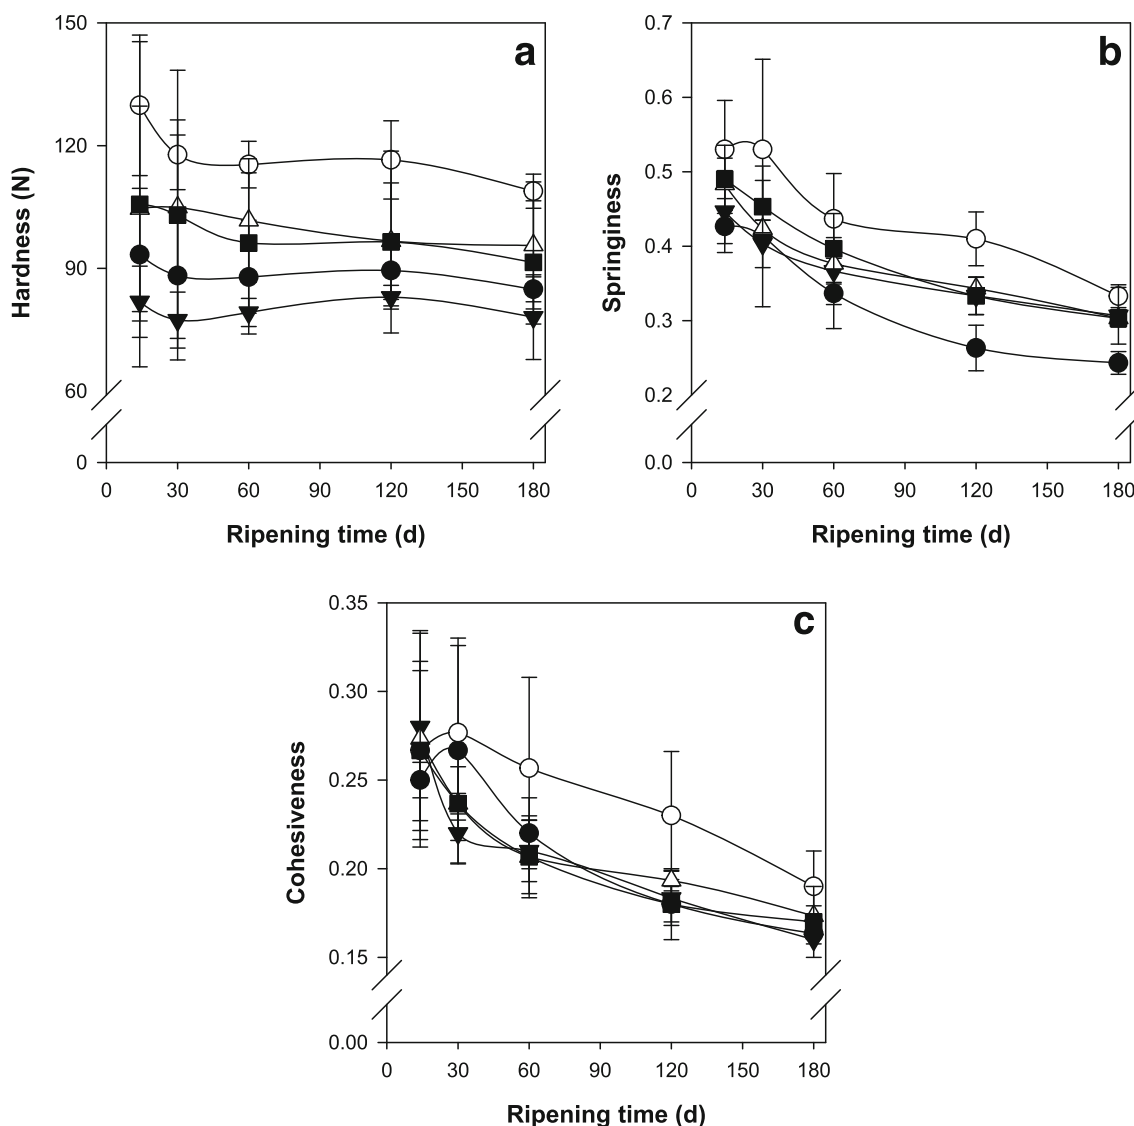 a
150
120
90
60
0
Hardness (N)
0 30 60 90 120 150 180
Ripening time (d)
b
0.7
0.6
0.5
0.4
0.3
0.2
0.0
Springiness
0 30 60 90 120 150 180
Ripening time (d)
c
0.35
0.30
0.25
0.20
0.15
0.00
Cohesiveness
0 30 60 90 120 150 180
Ripening time (d)